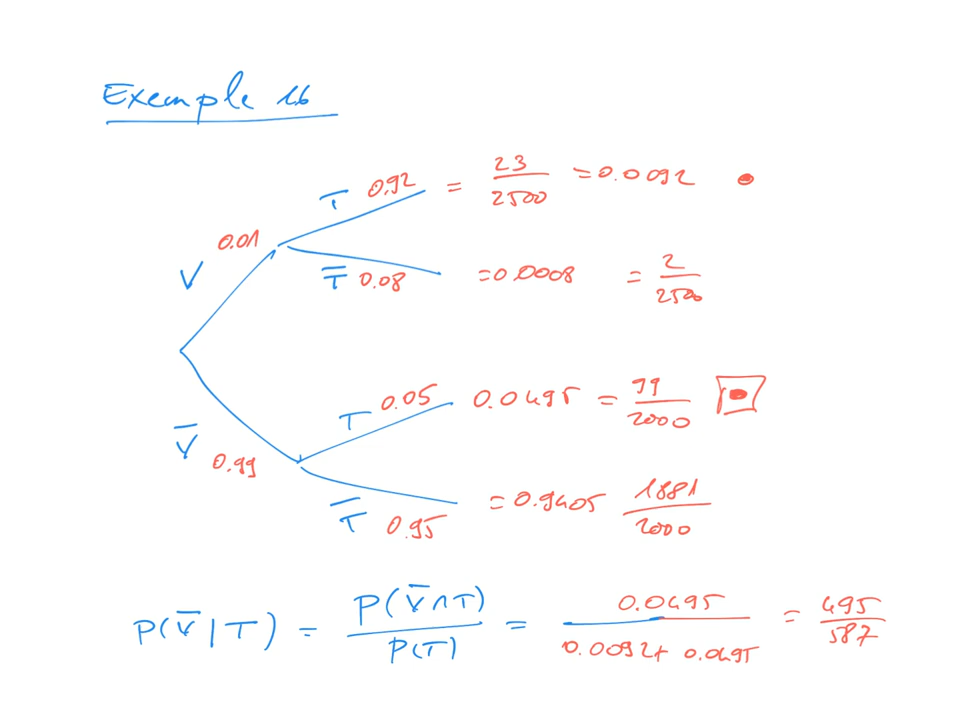 Exemple 16
T 0.92 = 23/2500 = 0.0092
V 0.01
T̅ 0.08 = 0.0008 = 2/2500
T 0.05 0.0495 = 99/2000
V̅ 0.99
T̅ 0.95 = 0.9405 1881/2000
P(V̅|T) = P(V̅∧T)/P(T) = 0.0495/0.0092+0.0495 = 495/587